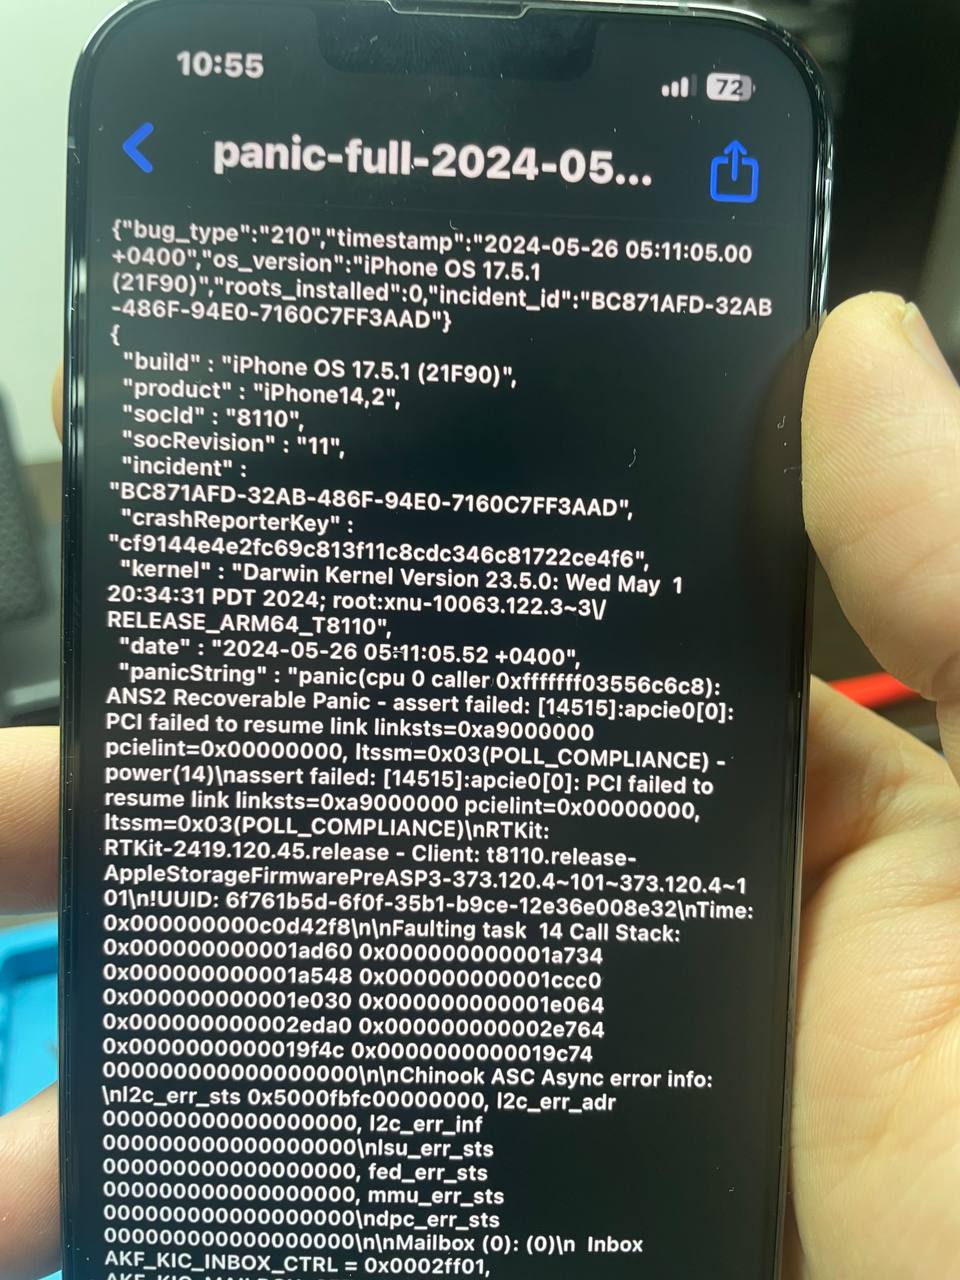 10:55
72
panic-full-2024-05...
{"bug_type":"210","timestamp":"2024-05-26 05:11:05.00
+0400","os_version":"iPhone OS 17.5.1
(21F90)","roots_installed":0,"incident_id":"BC871AFD-32AB
-486F-94E0-7160C7FF3AAD"}
{
"build" : "iPhone OS 17.5.1 (21F90)",
"product" : "iPhone14,2",
"socId" : "8110",
"socRevision" : "11",
"incident" :
"BC871AFD-32AB-486F-94E0-7160C7FF3AAD",
"crashReporterKey" :
"cf9144e4e2fc69c813f11c8cdc346c81722ce4f6",
"kernel" : "Darwin Kernel Version 23.5.0: Wed May  1
20:34:31 PDT 2024; root:xnu-10063.122.3~3\/
RELEASE_ARM64_T8110",
"date" : "2024-05-26 05:11:05.52 +0400",
"panicString" : "panic(cpu 0 caller 0xfffffff03556c6c8):
ANS2 Recoverable Panic - assert failed: [14515]:apcie0[0]:
PCI failed to resume link linksts=0xa9000000
pcielint=0x00000000, ltssm=0x03(POLL_COMPLIANCE) -
power(14)\nassert failed: [14515]:apcie0[0]: PCI failed to
resume link linksts=0xa9000000 pcielint=0x00000000,
ltssm=0x03(POLL_COMPLIANCE)\nRTKit:
RTKit-2419.120.45.release - Client: t8110.release-
AppleStorageFirmwarePreASP3-373.120.4~101~373.120.4~1
01\n!UUID: 6f761b5d-6f0f-35b1-b9ce-12e36e008e32\nTime:
0x000000000c0d42f8\n\nFaulting task  14 Call Stack:
0x000000000001ad60 0x000000000001a734
0x000000000001a548 0x000000000001ccc0
0x000000000001e030 0x000000000001e064
0x000000000002eda0 0x000000000002e764
0x0000000000019f4c 0x0000000000019c74
0000000000000000\n\nChinook ASC Async error info:
\nl2c_err_sts 0x5000fbfc00000000, l2c_err_adr
0000000000000000, l2c_err_inf
0000000000000000\nlsu_err_sts
0000000000000000, fed_err_sts
0000000000000000, mmu_err_sts
0000000000000000\ndpc_err_sts
0000000000000000\n\nMailbox (0): (0)\n  Inbox
AKF_KIC_INBOX_CTRL = 0x0002ff01,